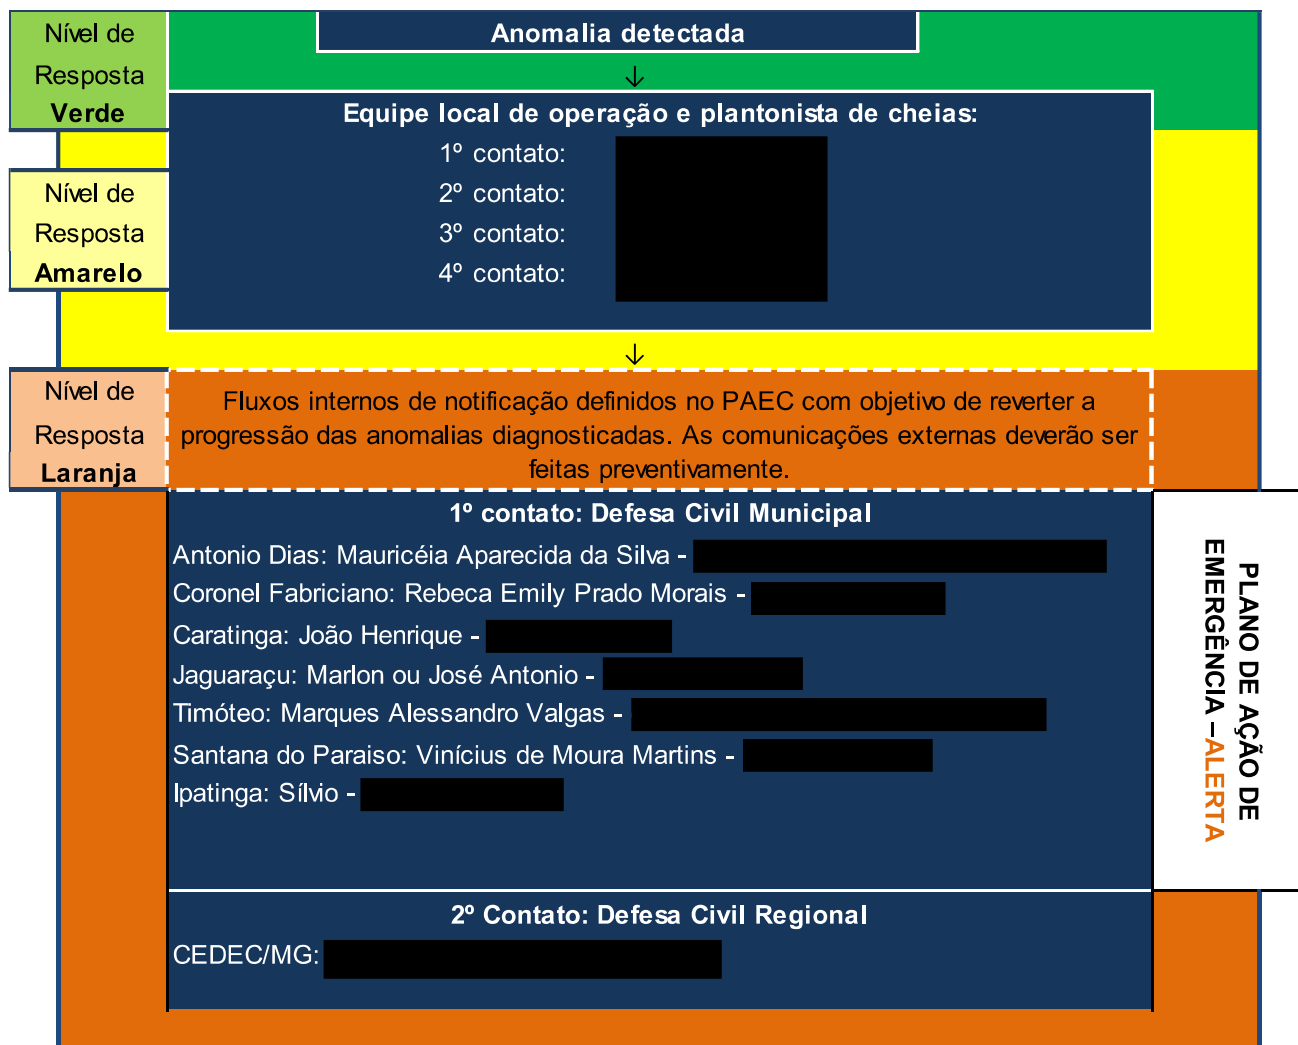 Nível de
Resposta
Verde
Anomalia detectada
↓
Equipe local de operação e plantonista de cheias:
1º contato:
2º contato:
3º contato:
4º contato:
Nível de
Resposta
Amarelo
↓
Nível de
Resposta
Laranja
Fluxos internos de notificação definidos no PAEC com objetivo de reverter a
progressão das anomalias diagnosticadas. As comunicações externas deverão ser
feitas preventivamente.
1º contato: Defesa Civil Municipal
Antonio Dias: Mauricéia Aparecida da Silva -
Coronel Fabriciano: Rebeca Emily Prado Morais -
Caratinga: João Henrique -
Jaguaraçu: Marlon ou José Antonio -
Timóteo: Marques Alessandro Valgas -
Santana do Paraiso: Vinícius de Moura Martins -
Ipatinga: Sílvio -
PLANO DE AÇÃO DE
EMERGÊNCIA –ALERTA
2º Contato: Defesa Civil Regional
CEDEC/MG: